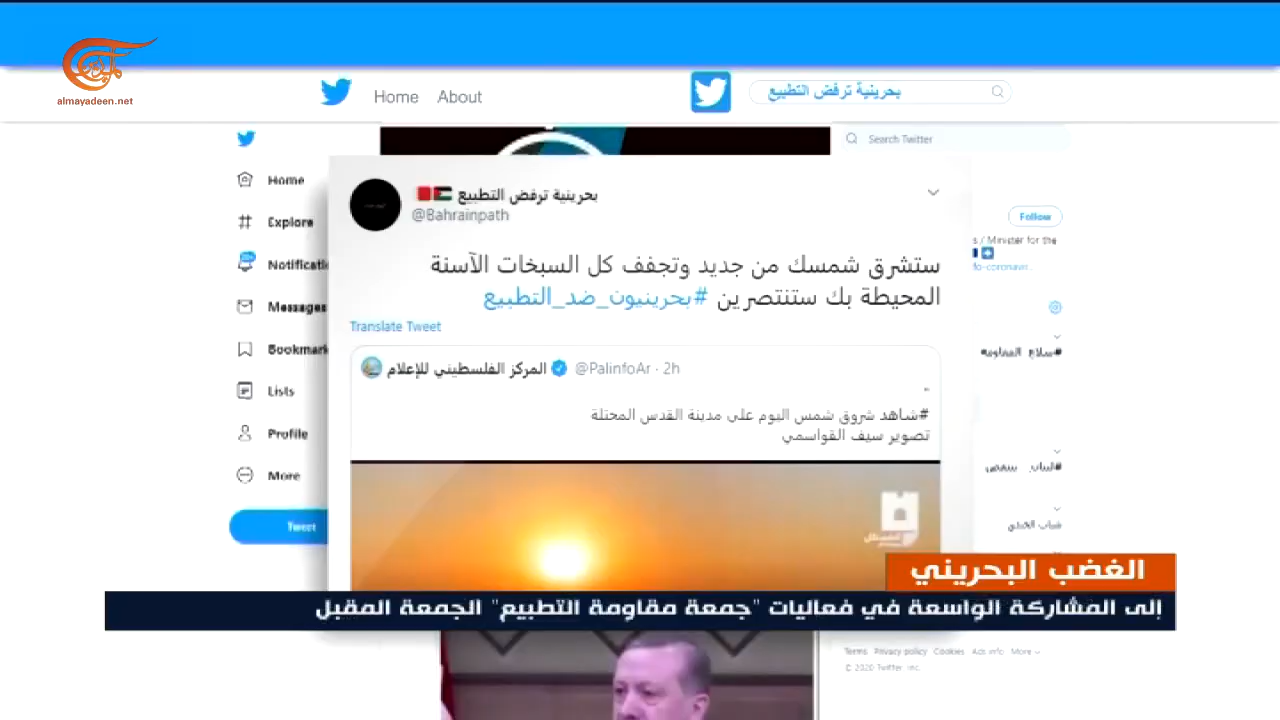 almayadeen.net
Home About
بحرينية ترفض التطبيع
Search Twitter
Home
Explore
Messages
Lists
Profile
More
Tweet
بحرينية ترفض التطبيع
@Bahrainpath
ستشرق شمسك من جديد وتجفف كل السبخات الآسنة
المحيطة بك ستنتصرين #بحرينيون_ضد_التطبيع
Translate Tweet
المركز الفلسطيني للإعلام @PalinfoAr · 2h
#شاهد شروق شمس اليوم على مدينة القدس المحتلة
تصوير سيف القواسمي
Follow
s / Minister for the
الغضب البحريني
إلى المشاركة الواسعة في فعاليات "جمعة مقاومة التطبيع" الجمعة المقبل
Terms Privacy policy Cookies Ads info More
© 2020 Twitter, Inc.